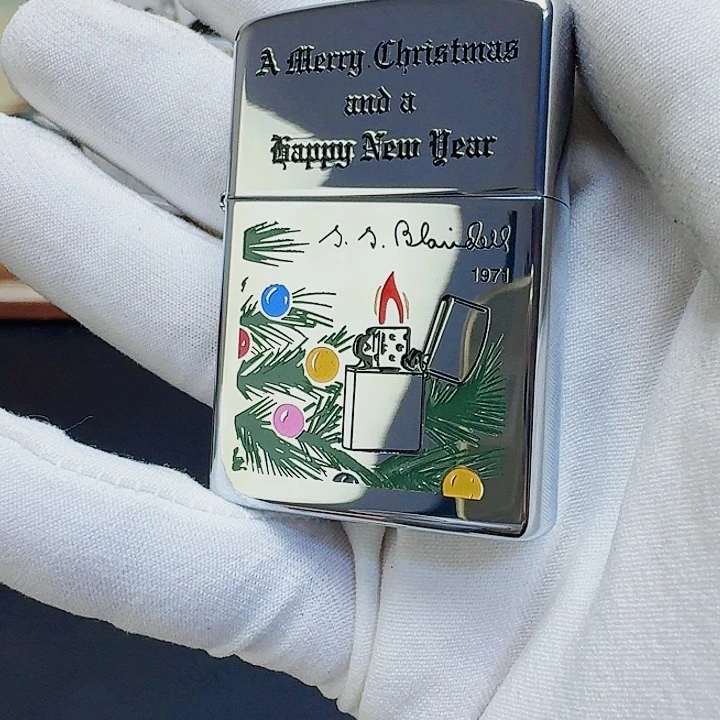 A Merry Christmas
and a
Happy New Year
S. S. Blaisdell
1971